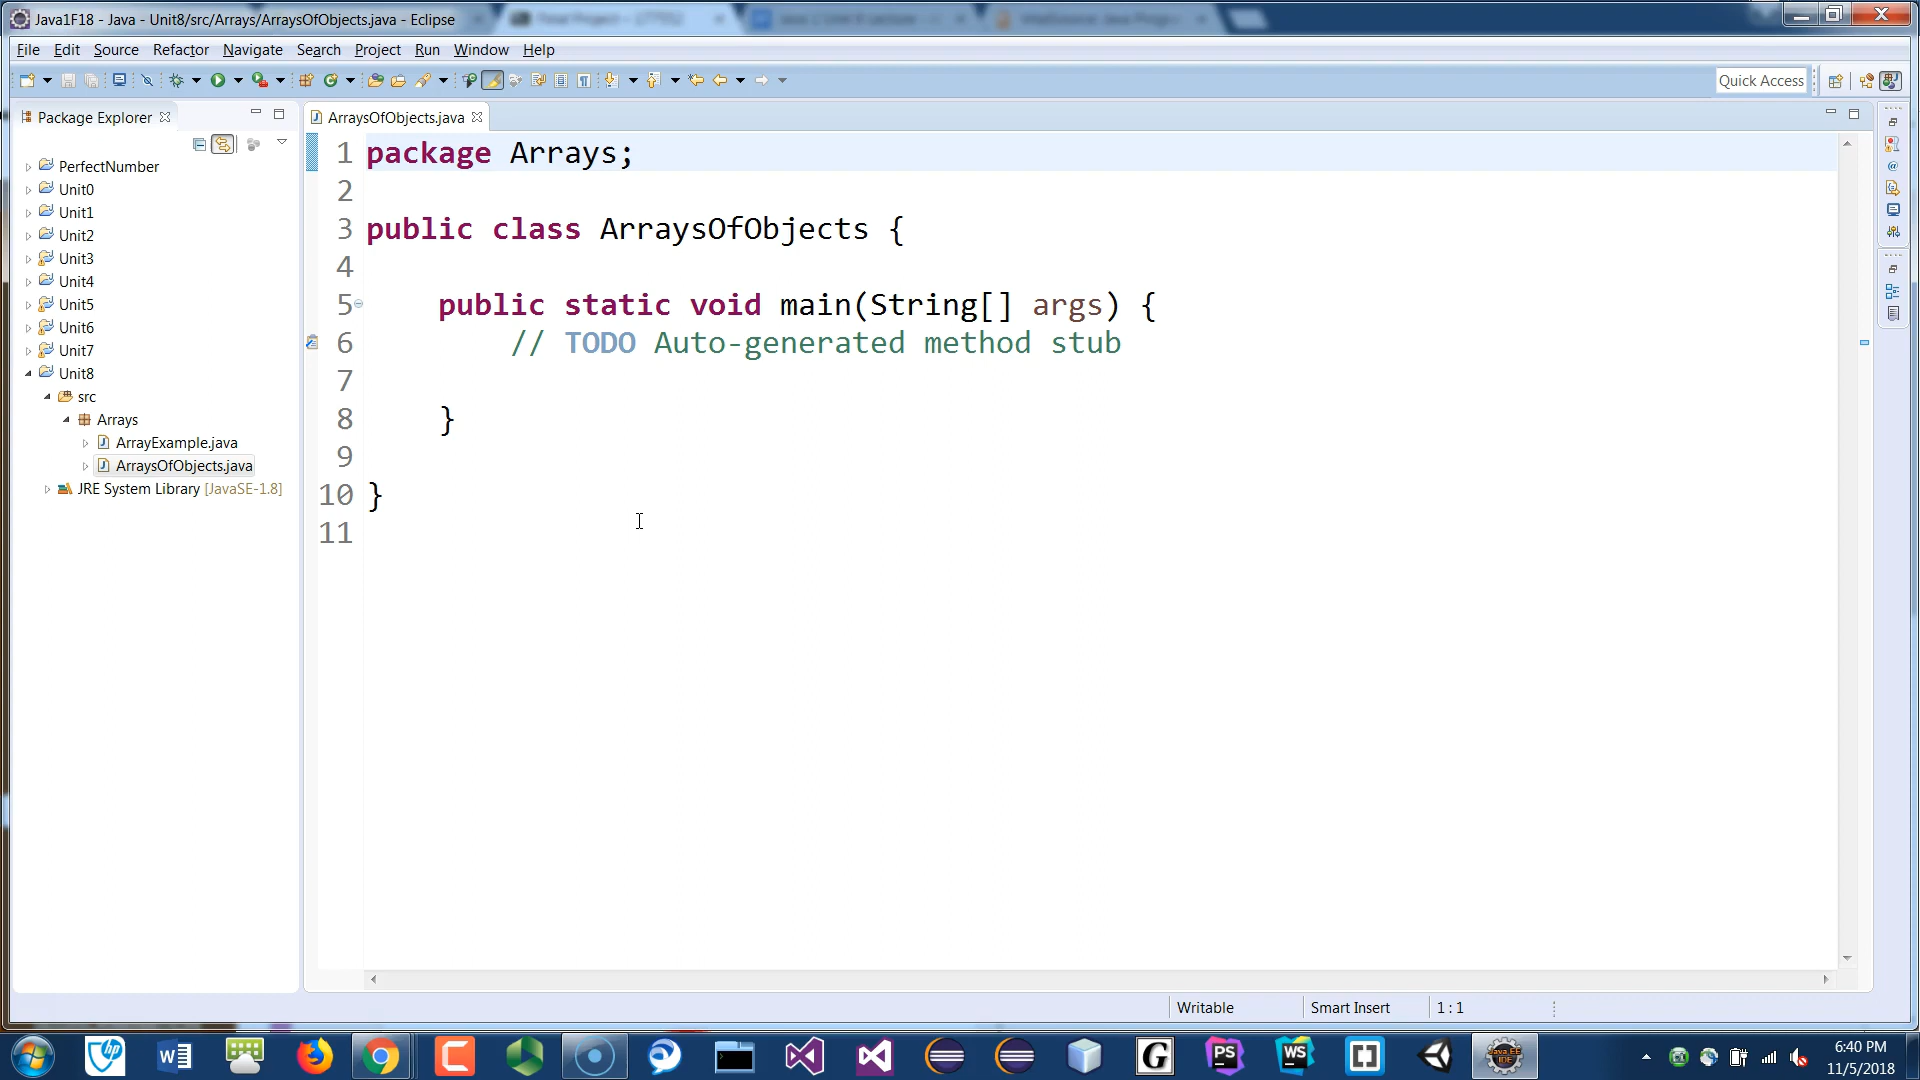 Java1F18 - Java - Unit8/src/Arrays/ArraysOfObjects.java - Eclipse
File Edit Source Refactor Navigate Search Project Run Window Help
Quick Access
Package Explorer
ArraysOfObjects.java
PerfectNumber
Unit0
Unit1
Unit2
Unit3
Unit4
Unit5
Unit6
Unit7
Unit8
src
Arrays
ArrayExample.java
ArraysOfObjects.java
JRE System Library [JavaSE-1.8]
1 package Arrays;
2
3 public class ArraysOfObjects {
4
5 public static void main(String[] args) {
6 // TODO Auto-generated method stub
7
8 }
9
10 }
11
Writable Smart Insert 1 : 1
6:40 PM
11/5/2018